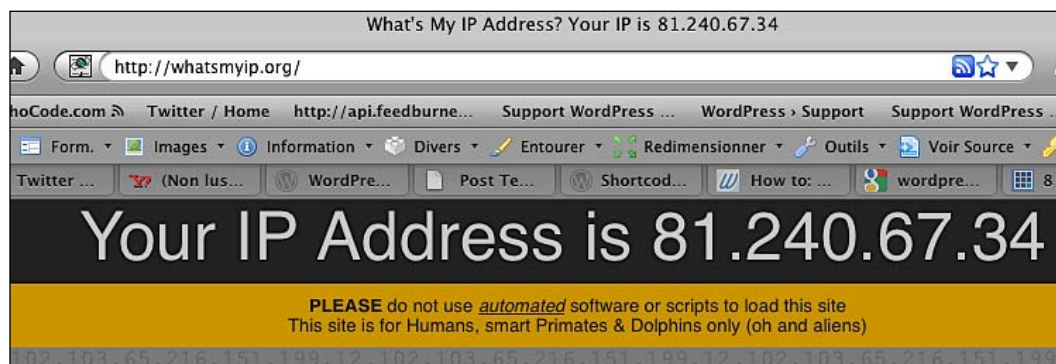 What's My IP Address? Your IP is 81.240.67.34
http://whatsmyip.org/
hoCode.com Twitter / Home http://api.feedburne... Support WordPress ... WordPress › Support Support WordPress ...
Form. Images Information Divers Entourer Redimensionner Outils Voir Source
Twitter ... (Non lus... WordPre... Post Te... Shortcod... How to: ... wordpre... 8
Your IP Address is 81.240.67.34
PLEASE do not use automated software or scripts to load this site
This site is for Humans, smart Primates & Dolphins only (oh and aliens)